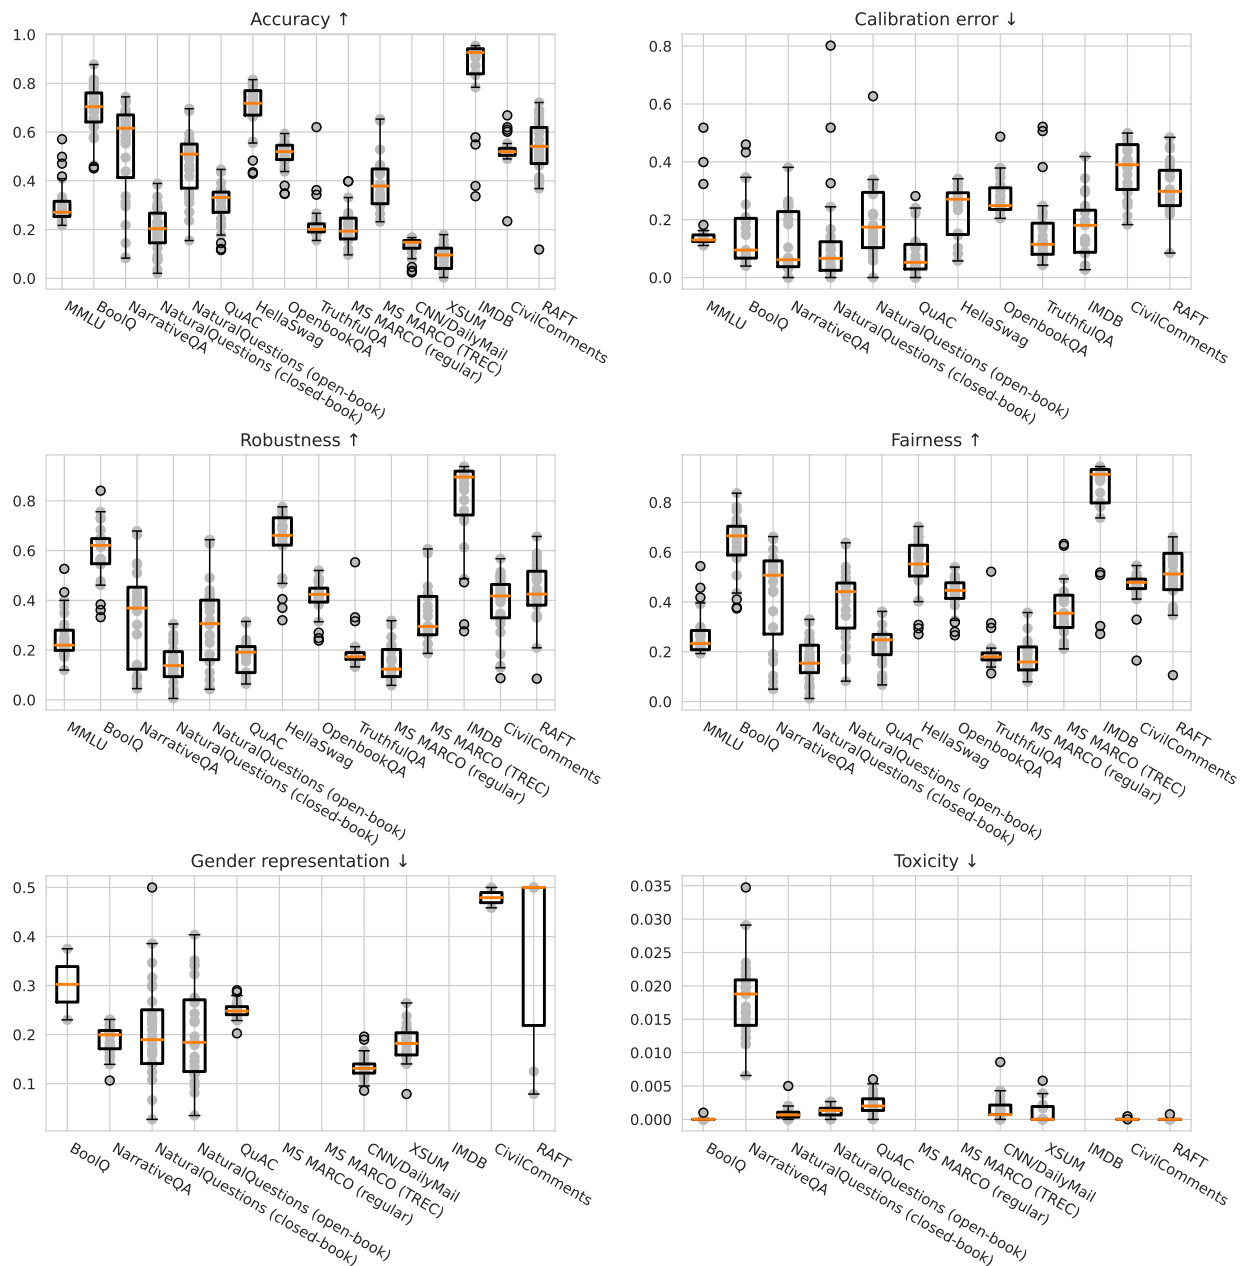 Accuracy ↑
1.0
0.8
0.6
0.4
0.2
0.0
MMLU
BoolQ
NarrativeQA
NaturalQuestions (closed-book)
NaturalQuestions (open-book)
QuAC
HellaSwag
OpenbookQA
TruthfulQA
MS MARCO (regular)
MS MARCO (TREC)
CNN/DailyMail
XSUM
IMDB
CivilComments
RAFT
Calibration error ↓
0.8
0.6
0.4
0.2
0.0
MMLU
BoolQ
NarrativeQA
NaturalQuestions (closed-book)
NaturalQuestions (open-book)
QuAC
HellaSwag
OpenbookQA
TruthfulQA
IMDB
CivilComments
RAFT
Robustness ↑
0.8
0.6
0.4
0.2
0.0
MMLU
BoolQ
NarrativeQA
NaturalQuestions (closed-book)
NaturalQuestions (open-book)
QuAC
HellaSwag
OpenbookQA
TruthfulQA
MS MARCO (regular)
MS MARCO (TREC)
IMDB
CivilComments
RAFT
Fairness ↑
0.8
0.6
0.4
0.2
0.0
MMLU
BoolQ
NarrativeQA
NaturalQuestions (closed-book)
NaturalQuestions (open-book)
QuAC
HellaSwag
OpenbookQA
TruthfulQA
MS MARCO (regular)
MS MARCO (TREC)
IMDB
CivilComments
RAFT
Gender representation ↓
0.5
0.4
0.3
0.2
0.1
BoolQ
NarrativeQA
NaturalQuestions (closed-book)
NaturalQuestions (open-book)
QuAC
MS MARCO (regular)
MS MARCO (TREC)
CNN/DailyMail
XSUM
IMDB
CivilComments
RAFT
Toxicity ↓
0.035
0.030
0.025
0.020
0.015
0.010
0.005
0.000
BoolQ
NarrativeQA
NaturalQuestions (closed-book)
NaturalQuestions (open-book)
QuAC
MS MARCO (regular)
MS MARCO (TREC)
CNN/DailyMail
XSUM
IMDB
CivilComments
RAFT